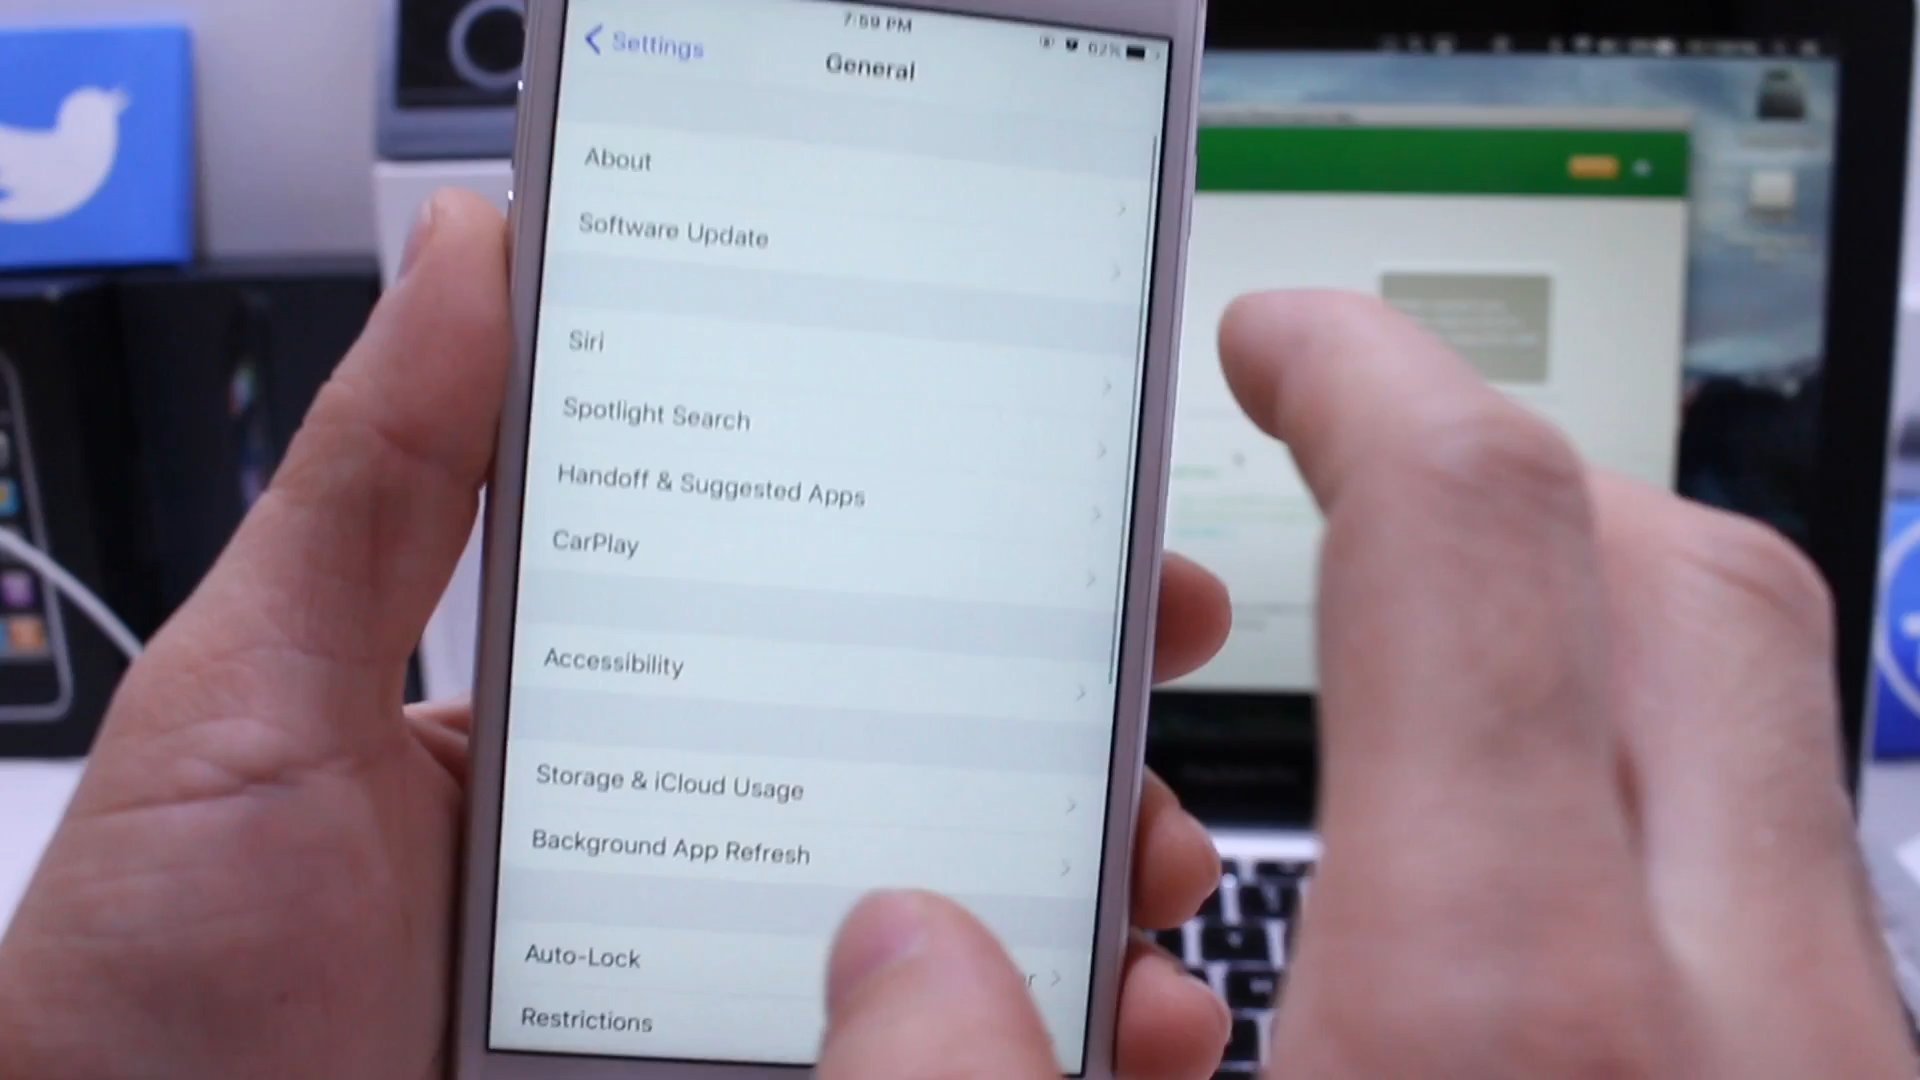 7:59 PM
Settings
62%
General
About
Software Update
Siri
Spotlight Search
Handoff & Suggested Apps
CarPlay
Accessibility
Storage & iCloud Usage
Background App Refresh
Auto-Lock
r
Restrictions